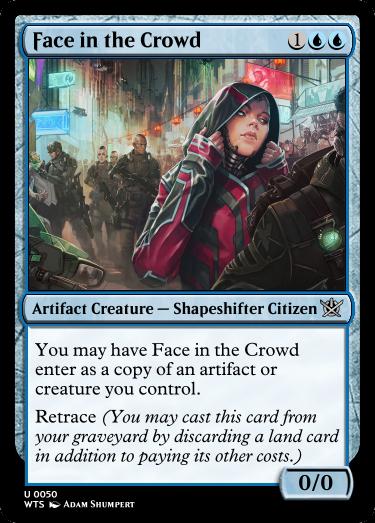 Face in the Crowd
1
Artifact Creature — Shapeshifter Citizen
You may have Face in the Crowd
enter as a copy of an artifact or
creature you control.
Retrace (You may cast this card from
your graveyard by discarding a land card
in addition to paying its other costs.)
0/0
U 0050
WTS Adam Shumpert